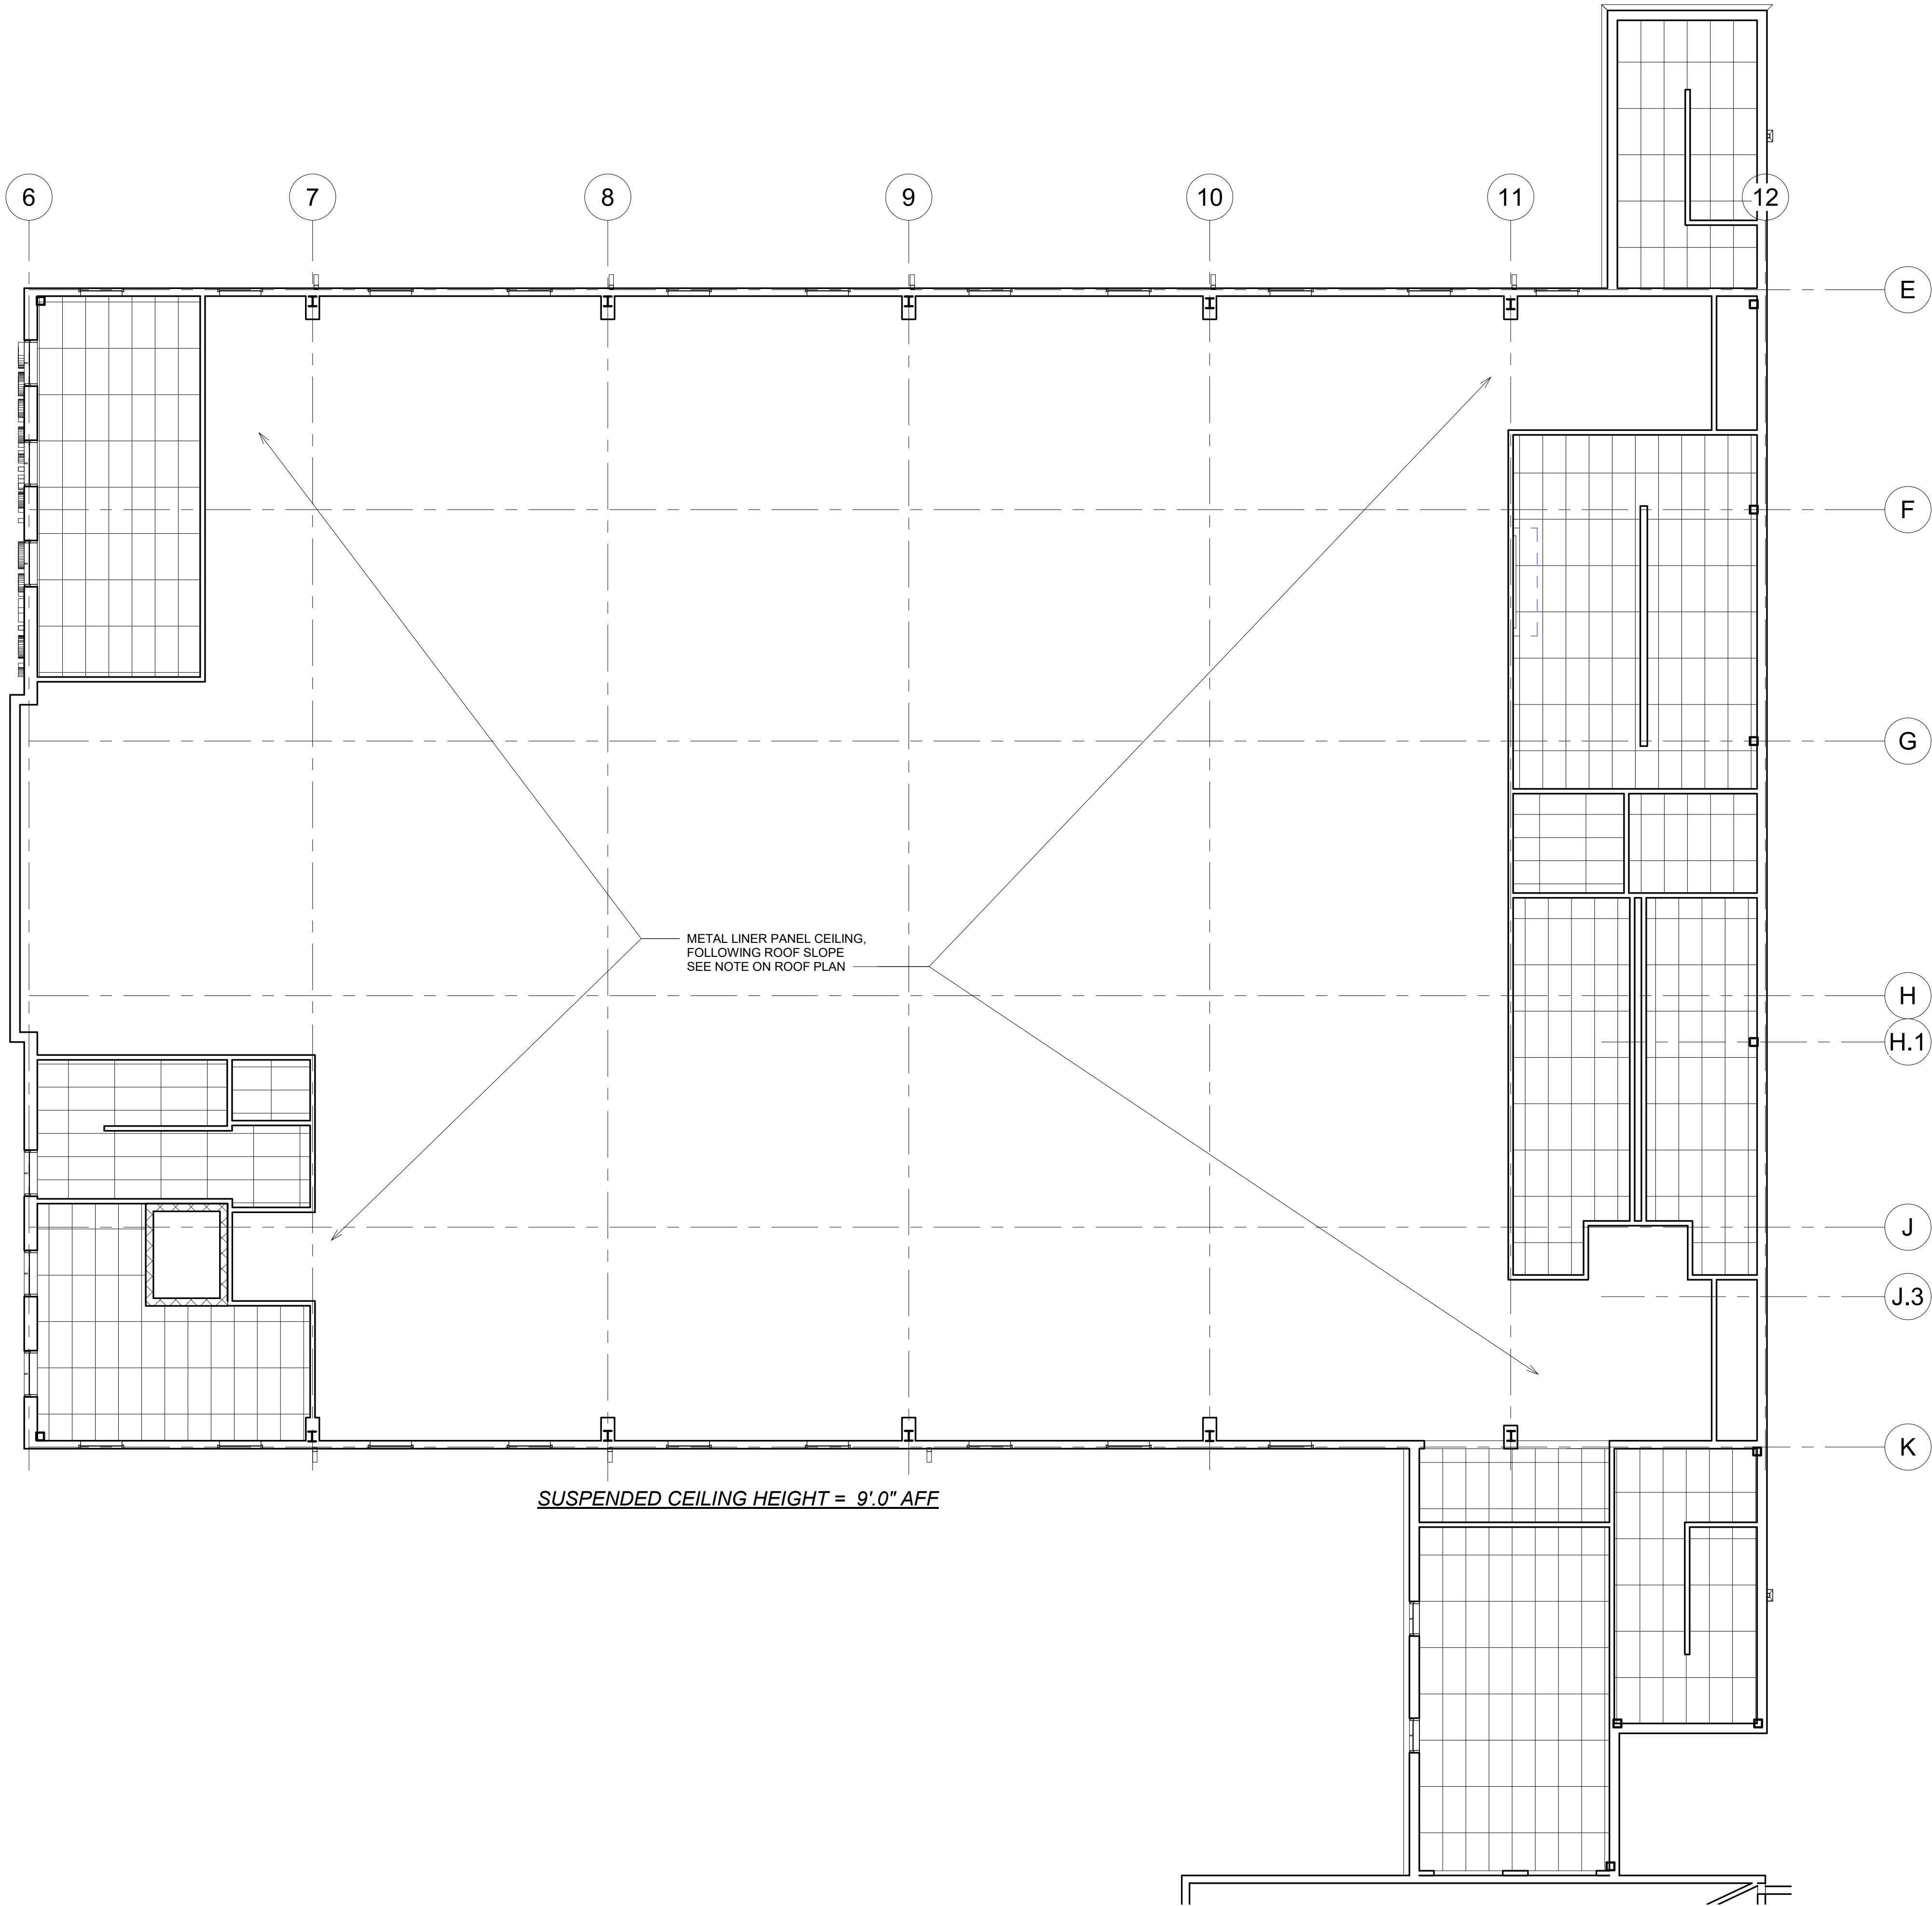 6
7
8
9
10
11
12
E
F
G
METAL LINER PANEL CEILING,
FOLLOWING ROOF SLOPE
SEE NOTE ON ROOF PLAN
H
H.1
J
J.3
K
SUSPENDED CEILING HEIGHT = 9'.0" AFF